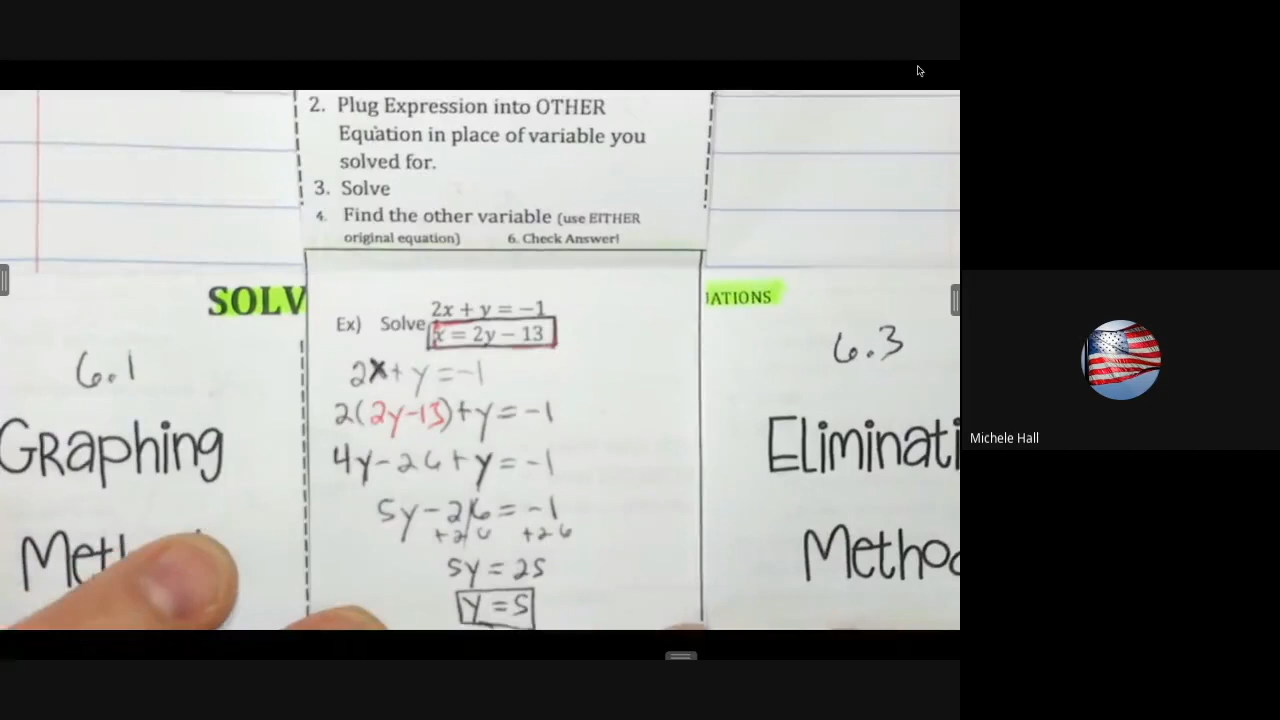 2. Plug Expression into OTHER
Equation in place of variable you
solved for.
3. Solve
4. Find the other variable (use EITHER
original equation) 6. Check Answer!
SOLV
IATIONS
Ex) Solve
2x + y = −1
x = 2y − 13
2x + y = -1
2(2y-13)+y = -1
4y-26+y = -1
5y-26 = -1
+26 +26
5y = 25
y = 5
6.1
Graphing
Meth
6.3
Eliminati
Metho
Michele Hall